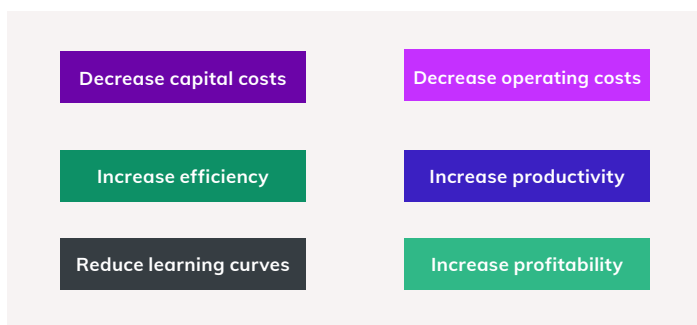 Decrease capital costs
Decrease operating costs
Increase efficiency
Increase productivity
Reduce learning curves
Increase profitability